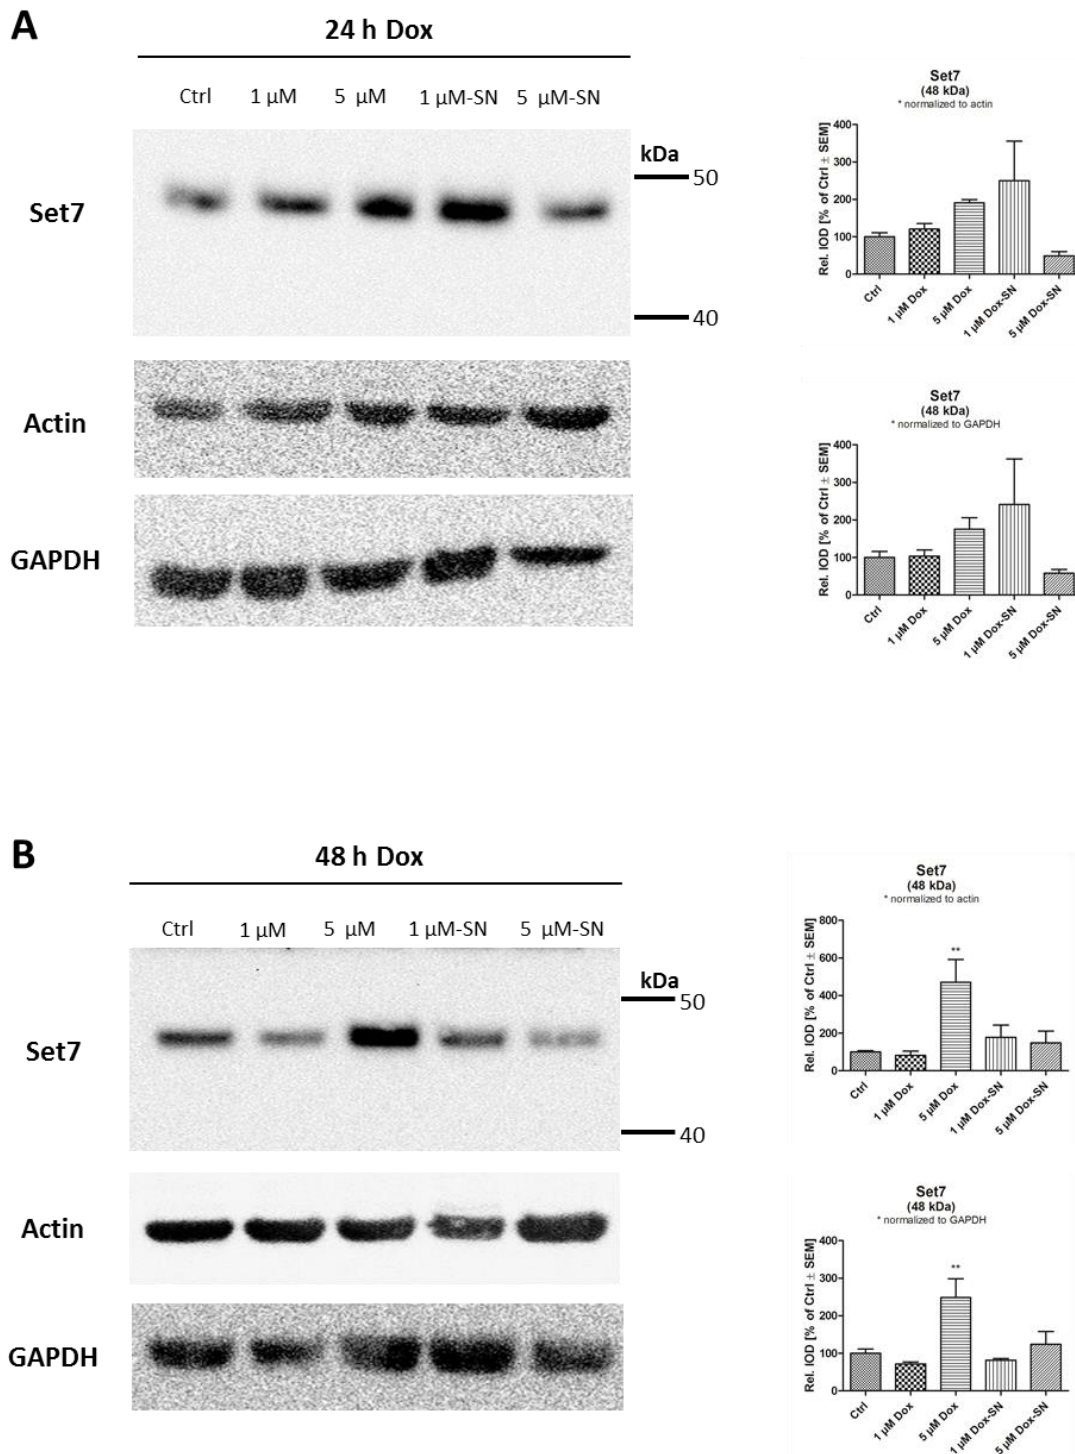 A
24 h Dox
Ctrl 1 µM 5 µM 1 µM-SN 5 µM-SN
kDa
50
Set7
40
Actin
GAPDH
Set7
(48 kDa)
* normalized to actin
Rel. IOD [% of Ctrl ± SEM]
400
300
200
100
0
Ctrl
1 µM Dox
5 µM Dox
1 µM Dox-SN
5 µM Dox-SN
Set7
(48 kDa)
* normalized to GAPDH
Rel. IOD [% of Ctrl ± SEM]
400
300
200
100
0
Ctrl
1 µM Dox
5 µM Dox
1 µM Dox-SN
5 µM Dox-SN
B
48 h Dox
Ctrl 1 µM 5 µM 1 µM-SN 5 µM-SN
kDa
50
Set7
40
Actin
GAPDH
Set7
(48 kDa)
* normalized to actin
Rel. IOD [% of Ctrl ± SEM]
800
600
400
200
0
**
Ctrl
1 µM Dox
5 µM Dox
1 µM Dox-SN
5 µM Dox-SN
Set7
(48 kDa)
* normalized to GAPDH
Rel. IOD [% of Ctrl ± SEM]
400
300
200
100
0
**
Ctrl
1 µM Dox
5 µM Dox
1 µM Dox-SN
5 µM Dox-SN